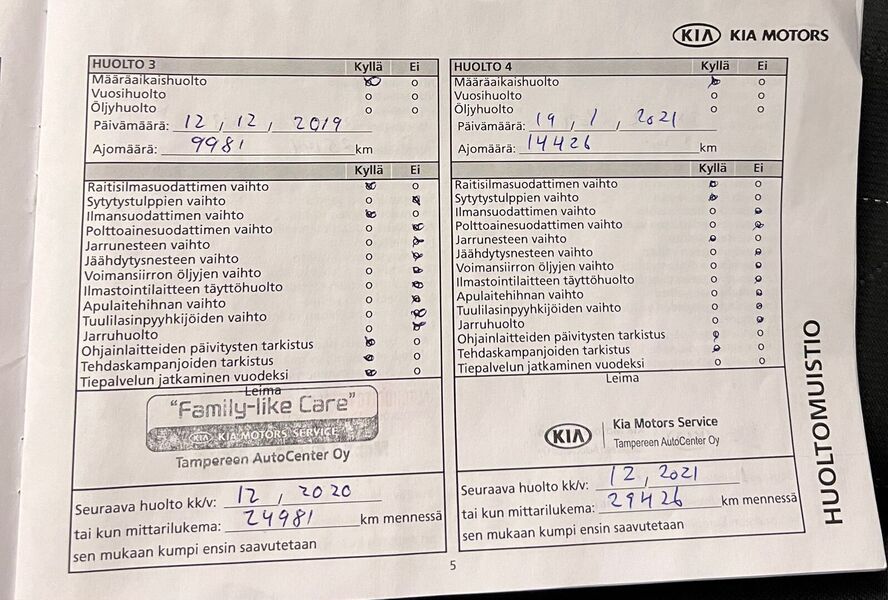 KIA KIA MOTORS
HUOLTO 3 Kyllä Ei
Määräaikaishuolto
Vuosihuolto
Öljyhuolto
Päivämäärä: 12, 12, 2019
Ajomäärä: 9981 km
Kyllä Ei
Raitisilmasuodattimen vaihto
Sytytystulppien vaihto
Ilmansuodattimen vaihto
Polttoainesuodattimen vaihto
Jarrunesteen vaihto
Jäähdytysnesteen vaihto
Voimansiirron öljyjen vaihto
Ilmastointilaitteen täyttöhuolto
Apulaitehihnan vaihto
Tuulilasinpyyhkijöiden vaihto
Jarruhuolto
Ohjainlaitteiden päivitysten tarkistus
Tehdaskampanjoiden tarkistus
Tiepalvelun jatkaminen vuodeksi
Leima
"Family-like Care"
KIA KIA MOTORS SERVICE
Tampereen AutoCenter Oy
Seuraava huolto kk/v: 12, 2020
tai kun mittarilukema: 24981 km mennessä
sen mukaan kumpi ensin saavutetaan
HUOLTO 4 Kyllä Ei
Määräaikaishuolto
Vuosihuolto
Öljyhuolto
Päivämäärä: 19, 1, 2021
Ajomäärä: 14426 km
Kyllä Ei
Raitisilmasuodattimen vaihto
Sytytystulppien vaihto
Ilmansuodattimen vaihto
Polttoainesuodattimen vaihto
Jarrunesteen vaihto
Jäähdytysnesteen vaihto
Voimansiirron öljyjen vaihto
Ilmastointilaitteen täyttöhuolto
Apulaitehihnan vaihto
Tuulilasinpyyhkijöiden vaihto
Jarruhuolto
Ohjainlaitteiden päivitysten tarkistus
Tehdaskampanjoiden tarkistus
Tiepalvelun jatkaminen vuodeksi
Leima
KIA Kia Motors Service
Tampereen AutoCenter Oy
Seuraava huolto kk/v: 12, 2021
tai kun mittarilukema: 29426 km mennessä
sen mukaan kumpi ensin saavutetaan
HUOLTOMUISTIO
5